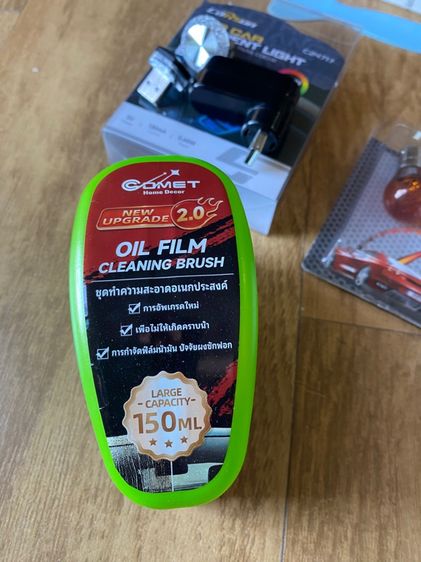 CAR
C24717
COMET
Home Decor
NEW
UPGRADE
2.0
OIL FILM
CLEANING BRUSH
ชุดทำความสะอาดอเนกประสงค์
การอัพเกรดใหม่
เพื่อไม่ให้เกิดคราบน้ำ
การกำจัดฟิล์มน้ำมัน ปัจจัยผงซักฟอก
LARGE
- CAPACITY-
150ML